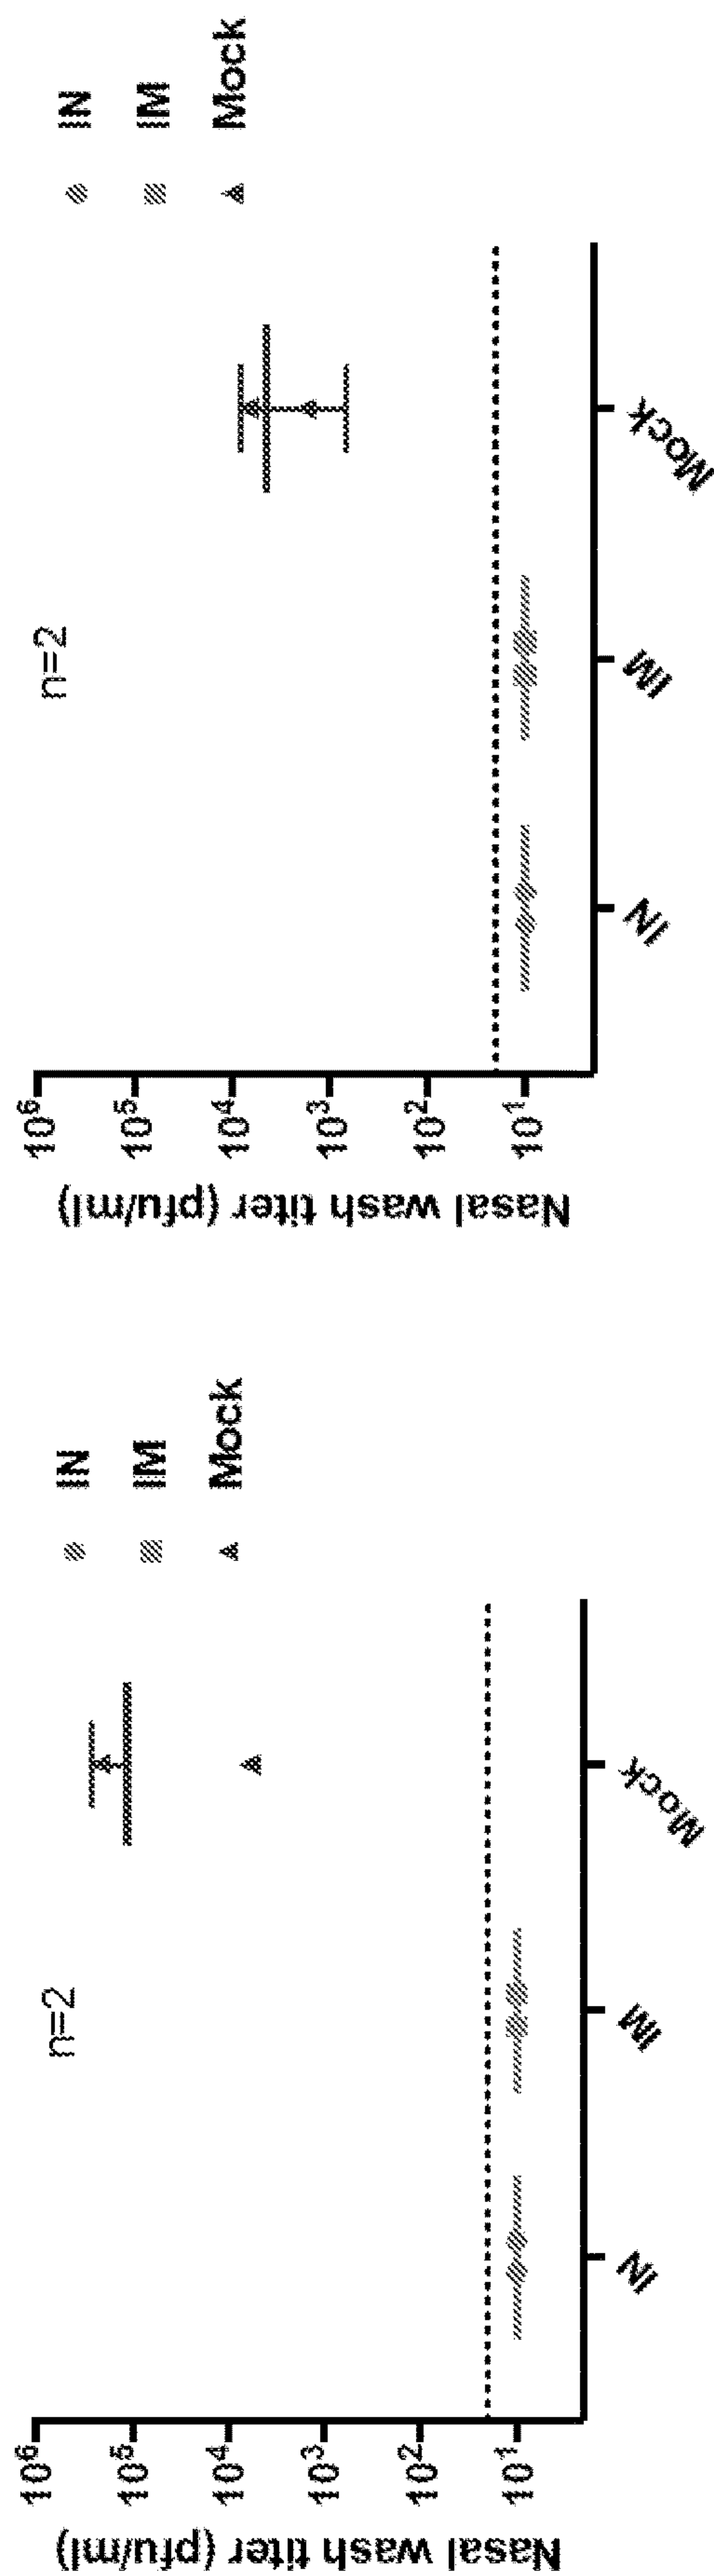 Nasal wash titer (pfu/ml)
10⁶
10⁵
10⁴
10³
10²
10¹
n=2
IN
IM
Mock
IN
IM
Mock
Nasal wash titer (pfu/ml)
10⁶
10⁵
10⁴
10³
10²
10¹
n=2
IN
IM
Mock
IN
IM
Mock